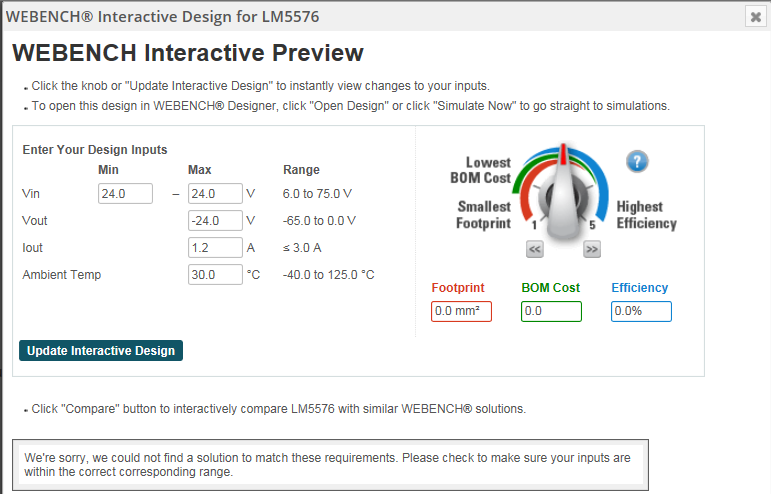 WEBENCH® Interactive Design for LM5576
WEBENCH Interactive Preview
Click the knob or "Update Interactive Design" to instantly view changes to your inputs.
To open this design in WEBENCH® Designer, click "Open Design" or click "Simulate Now" to go straight to simulations.
Enter Your Design Inputs
Min Max Range
Vin 24.0 – 24.0 V 6.0 to 75.0 V
Vout -24.0 V -65.0 to 0.0 V
Iout 1.2 A ≤ 3.0 A
Ambient Temp 30.0 °C -40.0 to 125.0 °C
Update Interactive Design
Lowest
BOM Cost
?
Smallest
Footprint
1
5
Highest
Efficiency
<< >>
Footprint BOM Cost Efficiency
0.0 mm² 0.0 0.0%
Click "Compare" button to interactively compare LM5576 with similar WEBENCH® solutions.
We're sorry, we could not find a solution to match these requirements. Please check to make sure your inputs are
within the correct corresponding range.